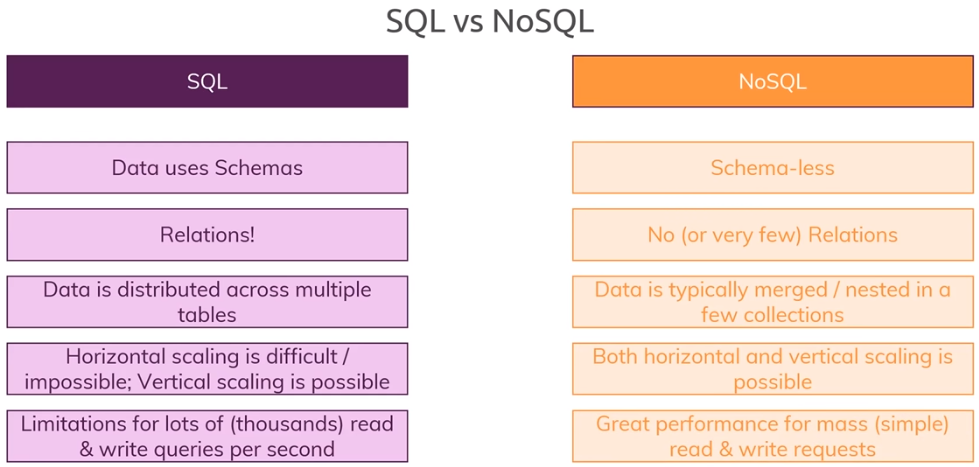 SQL vs NoSQL
SQL
NoSQL
Data uses Schemas
Schema-less
Relations!
No (or very few) Relations
Data is distributed across multiple
tables
Data is typically merged / nested in a
few collections
Horizontal scaling is difficult /
impossible; Vertical scaling is possible
Both horizontal and vertical scaling is
possible
Limitations for lots of (thousands) read
& write queries per second
Great performance for mass (simple)
read & write requests